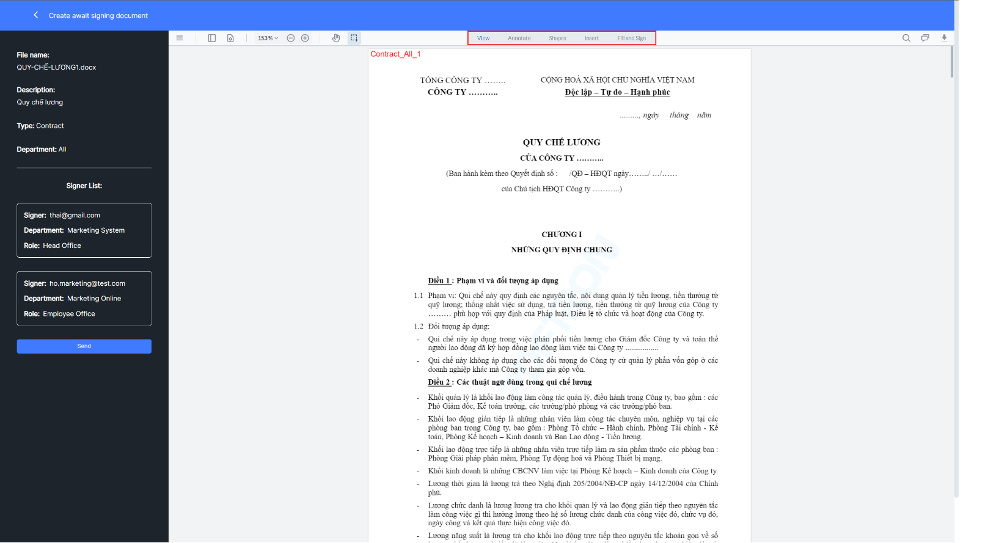 Create await signing document
File name:
QUY-CHẾ-LƯƠNG1.docx
Description:
Quy chế lương
Type: Contract
Department: All
Signer List:
Signer: thai@gmail.com
Department: Marketing System
Role: Head Office
Signer: ho.marketing@test.com
Department: Marketing Online
Role: Employee Office
Send
153%
View Annotate Shapes Insert Fill and Sign
Contract_All_1
TỔNG CÔNG TY ........ CỘNG HOÀ XÃ HỘI CHỦ NGHĨA VIỆT NAM
CÔNG TY ........... Độc lập – Tự do – Hạnh phúc
........., ngày tháng năm
QUY CHẾ LƯƠNG
CỦA CÔNG TY ...........
(Ban hành kèm theo Quyết định số : /QĐ – HĐQT ngày......../ .../......
của Chủ tịch HĐQT Công ty ...........)
CHƯƠNG I
NHỮNG QUY ĐỊNH CHUNG
Điều 1 : Phạm vi và đối tượng áp dụng
1.1 Phạm vi: Qui chế này quy định các nguyên tắc, nội dung quản lý tiền lương, tiền thưởng từ
quỹ lương; thống nhất việc sử dụng, trả tiền lương, tiền thưởng từ quỹ lương của Công ty
......... phù hợp với quy định của Pháp luật, Điều lệ tổ chức và hoạt động của Công ty.
1.2 Đối tượng áp dụng:
- Qui chế này áp dụng trong việc phân phối tiền lương cho Giám đốc Công ty và toàn thể
người lao động đã ký hợp đồng lao động làm việc tại Công ty .................
- Qui chế này không áp dụng cho các đối tượng do Công ty cử quản lý phần vốn góp ở các
doanh nghiệp khác mà Công ty tham gia góp vốn.
Điều 2 : Các thuật ngữ dùng trong qui chế lương
- Khối quản lý là khối lao động làm công tác quản lý, điều hành trong Công ty, bao gồm : các
Phó Giám đốc, Kế toán trưởng, các trưởng/phó phòng và các trưởng/phó ban.
- Khối lao động gián tiếp là những nhân viên làm công tác chuyên môn, nghiệp vụ tại các
phòng ban trong Công ty, bao gồm : Phòng Tổ chức – Hành chính, Phòng Tài chính - Kế
toán, Phòng Kế hoạch – Kinh doanh và Ban Lao động - Tiền lương.
- Khối lao động trực tiếp là những nhân viên trực tiếp làm ra sản phẩm thuộc các phòng ban :
Phòng Giải pháp phần mềm, Phòng Tự động hoá và Phòng Thiết bị mạng.
- Khối kinh doanh là những CBCNV làm việc tại Phòng Kế hoạch – Kinh doanh của Công ty.
- Lương thời gian là lương trả theo Nghị định 205/2004/NĐ-CP ngày 14/12/2004 của Chính
phủ.
- Lương chức danh là lương lương trả cho khối quản lý và lao động gián tiếp theo nguyên tắc
làm công việc gì thì hưởng lương theo hệ số lương chức danh của công việc đó, chức vụ đó,
ngày công và kết quả thực hiện công việc đó.
- Lương năng suất là lương trả cho khối lao động trực tiếp theo nguyên tắc khoán gọn về số